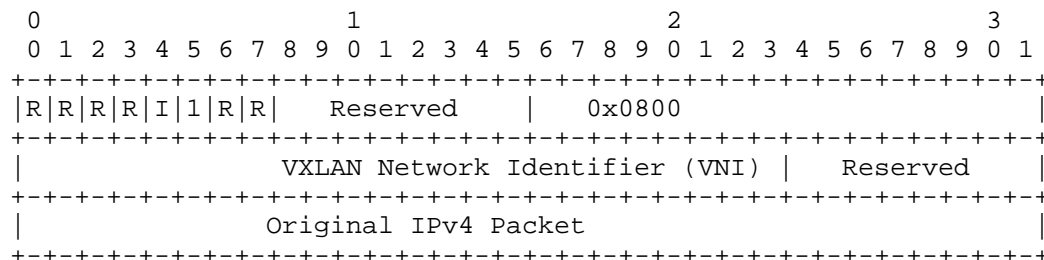 0                   1                   2                   3
0 1 2 3 4 5 6 7 8 9 0 1 2 3 4 5 6 7 8 9 0 1 2 3 4 5 6 7 8 9 0 1
+-+-+-+-+-+-+-+-+-+-+-+-+-+-+-+-+-+-+-+-+-+-+-+-+-+-+-+-+-+-+-+-+
|R|R|R|R|I|1|R|R|   Reserved    |   0x0800                      |
+-+-+-+-+-+-+-+-+-+-+-+-+-+-+-+-+-+-+-+-+-+-+-+-+-+-+-+-+-+-+-+-+
|                VXLAN Network Identifier (VNI) |   Reserved    |
+-+-+-+-+-+-+-+-+-+-+-+-+-+-+-+-+-+-+-+-+-+-+-+-+-+-+-+-+-+-+-+-+
|               Original IPv4 Packet                            |
+-+-+-+-+-+-+-+-+-+-+-+-+-+-+-+-+-+-+-+-+-+-+-+-+-+-+-+-+-+-+-+-+